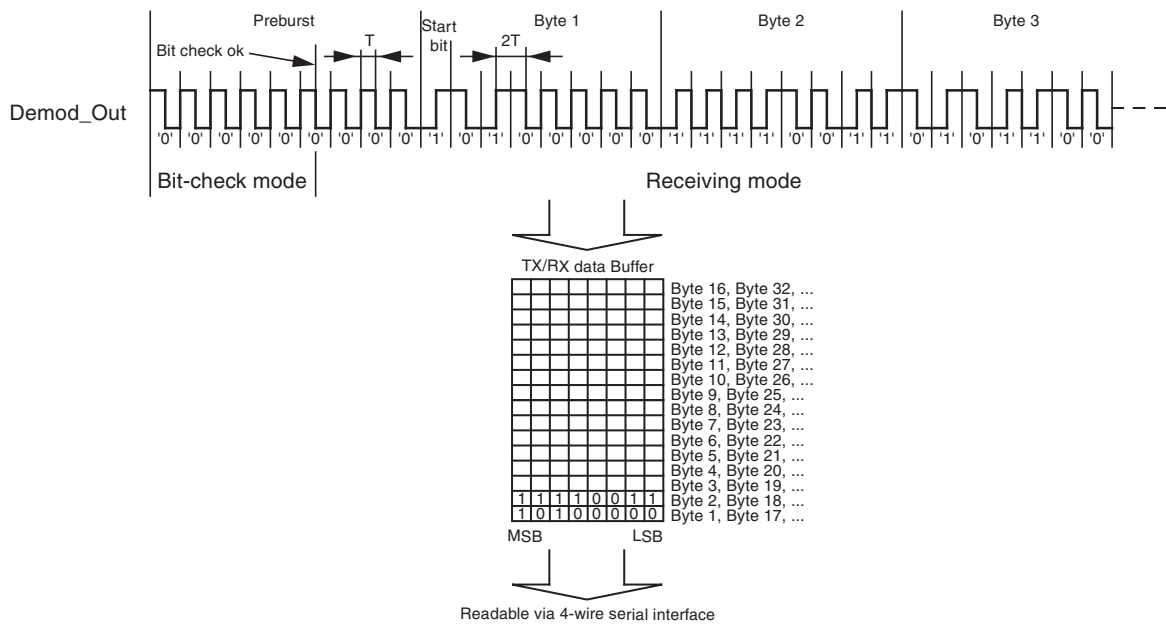 Preburst Start bit Byte 1 Byte 2 Byte 3
Bit check ok T 2T
Demod_Out
'0' '0' '0' '0' '0' '0' '0' '0' '0' '1' '0' '1' '0' '0' '0' '0' '0' '1' '1' '1' '1' '0' '0' '1' '1' '0' '1' '0' '1' '1' '0' '0'
Bit-check mode Receiving mode
TX/RX data Buffer
Byte 16, Byte 32, ...
Byte 15, Byte 31, ...
Byte 14, Byte 30, ...
Byte 13, Byte 29, ...
Byte 12, Byte 28, ...
Byte 11, Byte 27, ...
Byte 10, Byte 26, ...
Byte 9, Byte 25, ...
Byte 8, Byte 24, ...
Byte 7, Byte 23, ...
Byte 6, Byte 22, ...
Byte 5, Byte 21, ...
Byte 4, Byte 20, ...
Byte 3, Byte 19, ...
1 1 1 1 0 0 1 1 Byte 2, Byte 18, ...
1 0 1 0 0 0 0 0 Byte 1, Byte 17, ...
MSB LSB
Readable via 4-wire serial interface